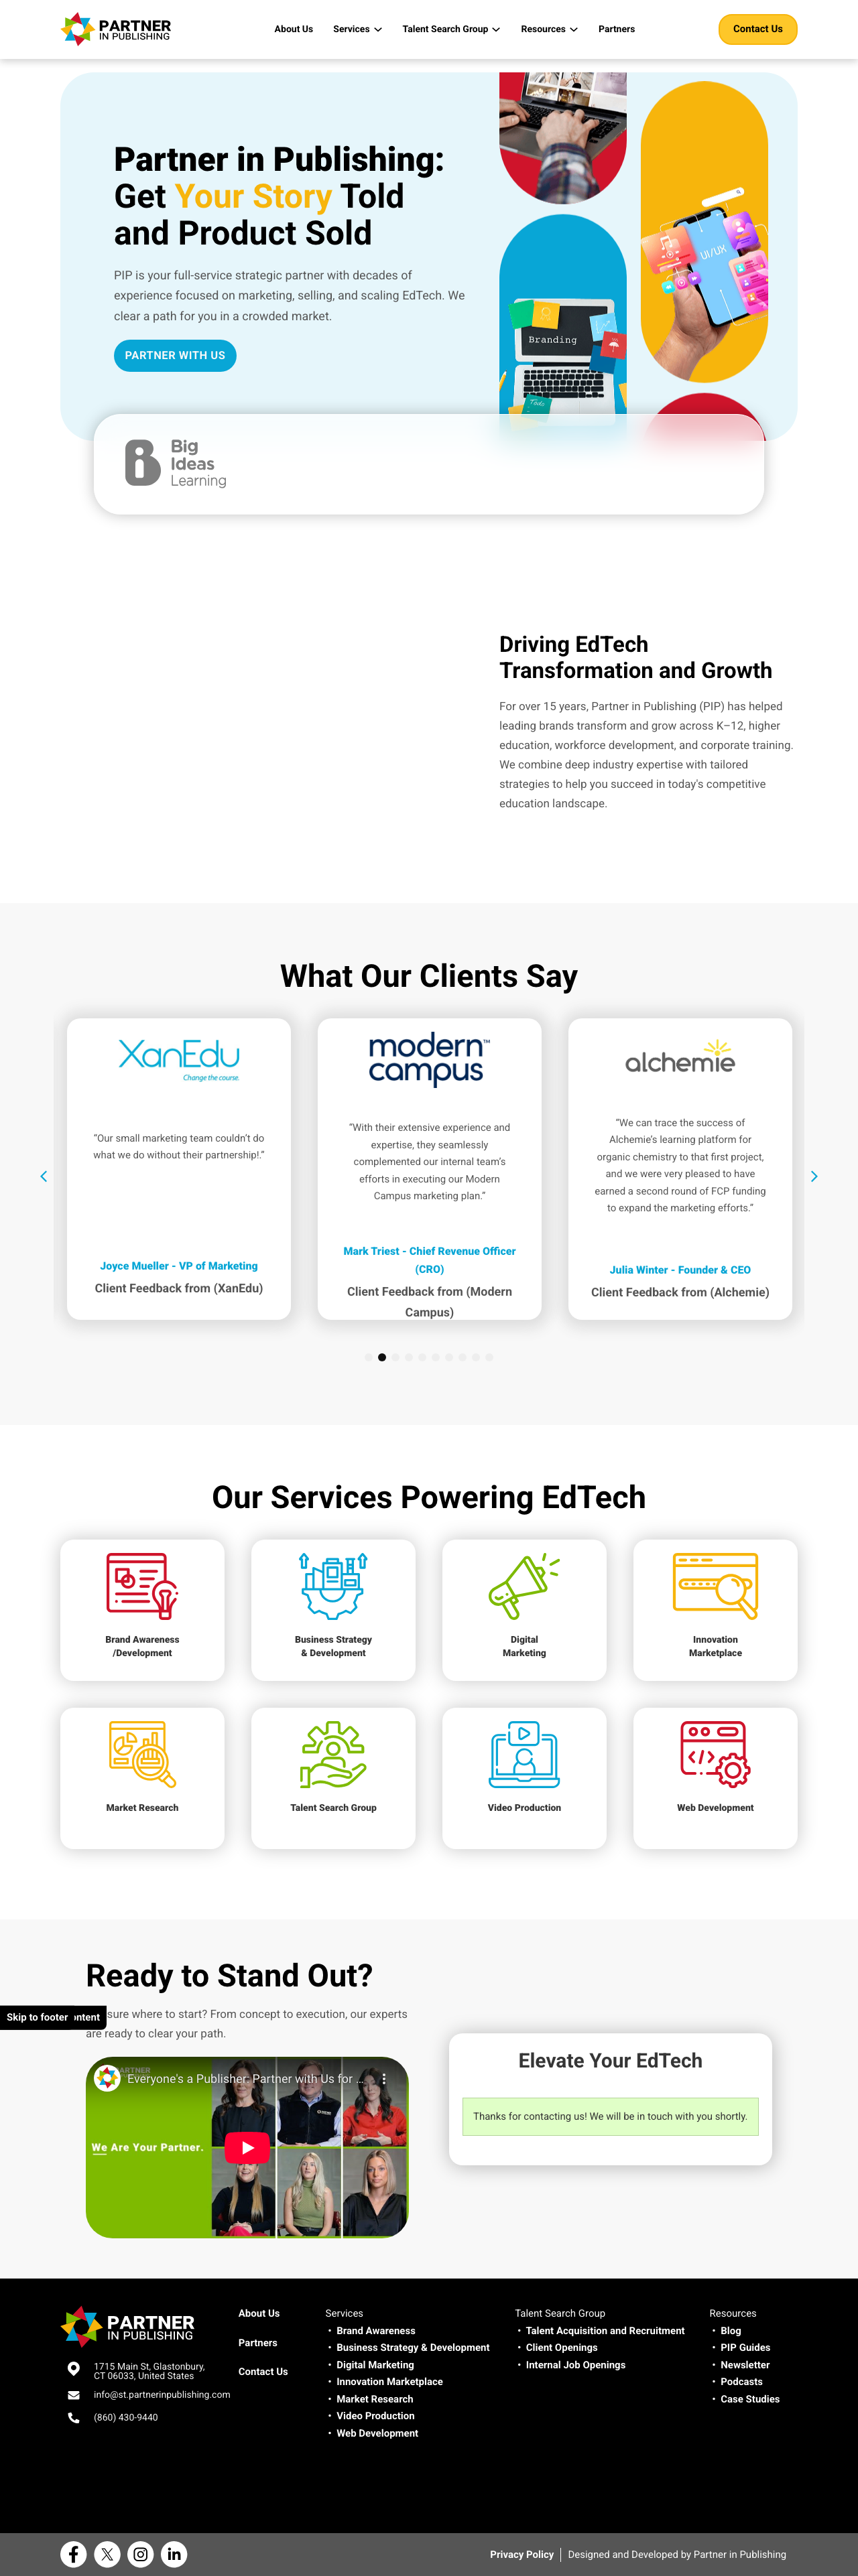 PARTNER
IN PUBLISHING
About Us
Services
Talent Search Group
Resources
Partners
Contact Us
Partner in Publishing:
Get Your Story Told
and Product Sold
PIP is your full-service strategic partner with decades of
experience focused on marketing, selling, and scaling EdTech. We
clear a path for you in a crowded market.
PARTNER WITH US
UI/UX
Branding
Todo
Big
Ideas
Learning
Driving EdTech
Transformation and Growth
For over 15 years, Partner in Publishing (PIP) has helped
leading brands transform and grow across K–12, higher
education, workforce development, and corporate training.
We combine deep industry expertise with tailored
strategies to help you succeed in today's competitive
education landscape.
What Our Clients Say
XanEdu
Change the course.
“Our small marketing team couldn’t do
what we do without their partnership!.”
Joyce Mueller - VP of Marketing
Client Feedback from (XanEdu)
modern
campus™
“With their extensive experience and
expertise, they seamlessly
complemented our internal team’s
efforts in executing our Modern
Campus marketing plan.”
Mark Triest - Chief Revenue Officer
(CRO)
Client Feedback from (Modern
Campus)
alchemie
“We can trace the success of
Alchemie’s learning platform for
organic chemistry to that first project,
and we were very pleased to have
earned a second round of FCP funding
to expand the marketing efforts.”
Julia Winter - Founder & CEO
Client Feedback from (Alchemie)
Our Services Powering EdTech
Brand Awareness
/Development
Business Strategy
& Development
Digital
Marketing
Innovation
Marketplace
Market Research
Talent Search Group
Video Production
Web Development
Ready to Stand Out?
sure where to start? From concept to execution, our experts
are ready to clear your path.
Skip to footer
ntent
Everyone's a Publisher: Partner with Us for ...
We Are Your Partner.
Elevate Your EdTech
Thanks for contacting us! We will be in touch with you shortly.
PARTNER
IN PUBLISHING
1715 Main St, Glastonbury,
CT 06033, United States
info@st.partnerinpublishing.com
(860) 430-9440
About Us
Partners
Contact Us
Services
• Brand Awareness
• Business Strategy & Development
• Digital Marketing
• Innovation Marketplace
• Market Research
• Video Production
• Web Development
Talent Search Group
• Talent Acquisition and Recruitment
• Client Openings
• Internal Job Openings
Resources
• Blog
• PIP Guides
• Newsletter
• Podcasts
• Case Studies
Privacy Policy
Designed and Developed by Partner in Publishing